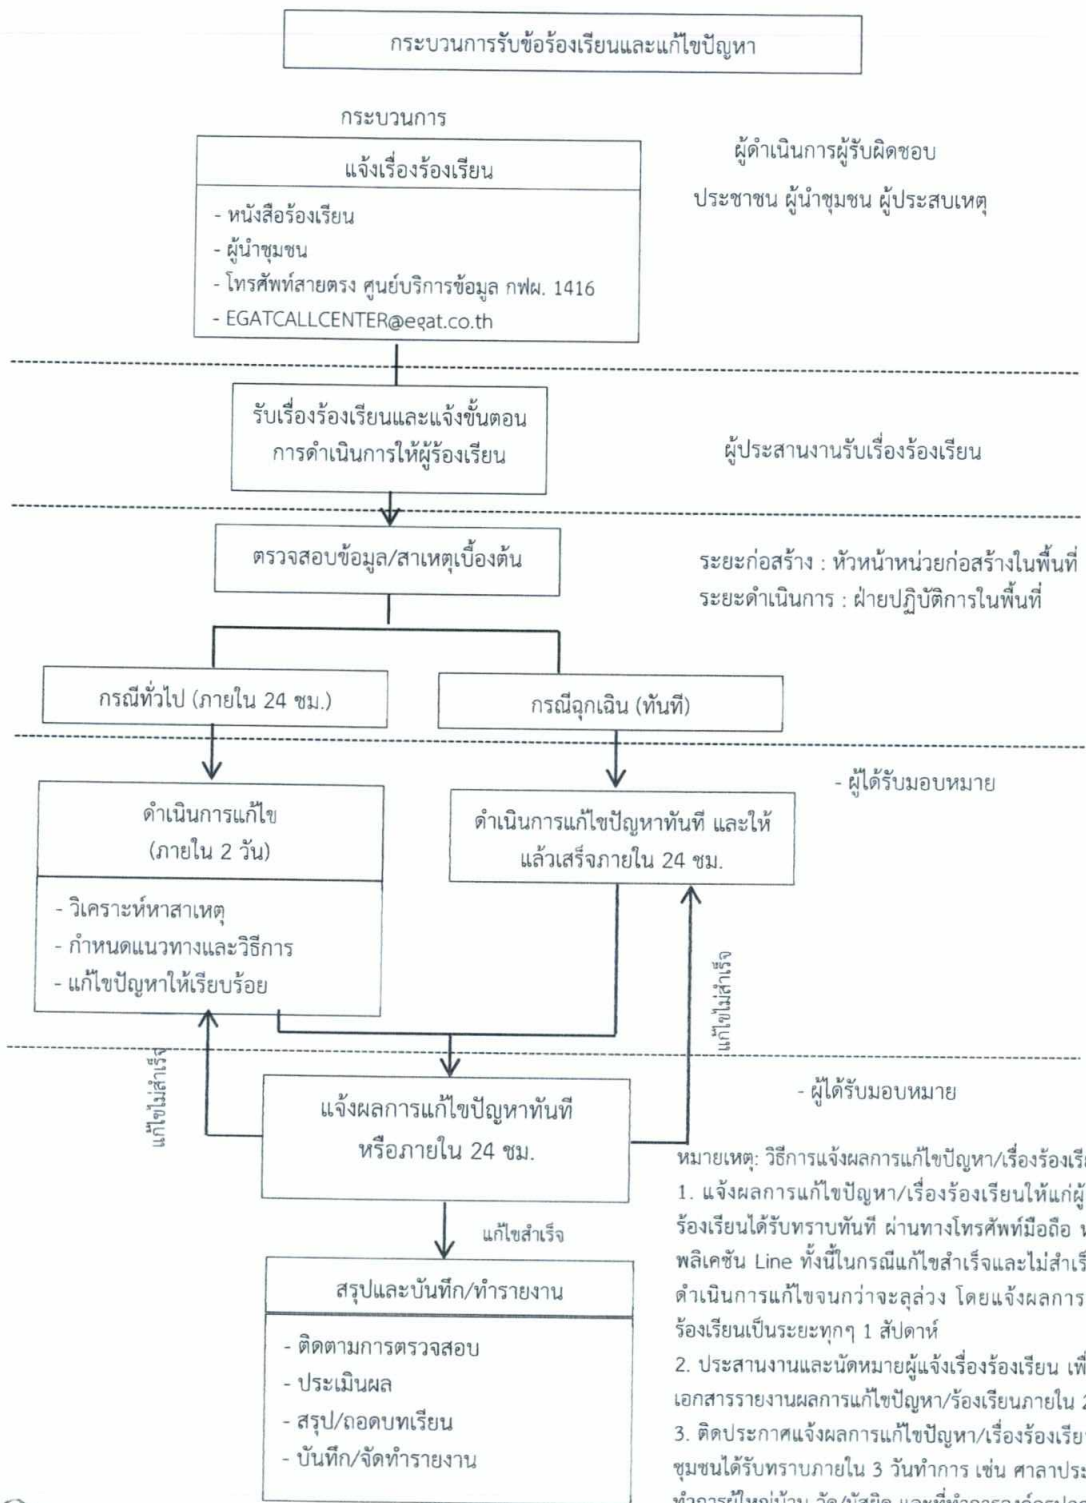 กระบวนการรับข้อร้องเรียนและแก้ไขปัญหา
กระบวนการ
ผู้ดำเนินการผู้รับผิดชอบ
แจ้งเรื่องร้องเรียน
ประชาชน ผู้นำชุมชน ผู้ประสบเหตุ
- หนังสือร้องเรียน
- ผู้นำชุมชน
- โทรศัพท์สายตรง ศูนย์บริการข้อมูล กฟผ. 1416
- EGATCALLCENTER@egat.co.th
รับเรื่องร้องเรียนและแจ้งขั้นตอน
การดำเนินการให้ผู้ร้องเรียน
ผู้ประสานงานรับเรื่องร้องเรียน
ตรวจสอบข้อมูล/สาเหตุเบื้องต้น
ระยะก่อสร้าง : หัวหน้าหน่วยก่อสร้างในพื้นที่
ระยะดำเนินการ : ฝ่ายปฏิบัติการในพื้นที่
กรณีทั่วไป (ภายใน 24 ชม.)
กรณีฉุกเฉิน (ทันที)
- ผู้ได้รับมอบหมาย
ดำเนินการแก้ไข
(ภายใน 2 วัน)
- วิเคราะห์หาสาเหตุ
- กำหนดแนวทางและวิธีการ
- แก้ไขปัญหาให้เรียบร้อย
ดำเนินการแก้ไขปัญหาทันที และให้
แล้วเสร็จภายใน 24 ชม.
แก้ไขไม่สำเร็จ
แก้ไขไม่สำเร็จ
แจ้งผลการแก้ไขปัญหาทันที
หรือภายใน 24 ชม.
- ผู้ได้รับมอบหมาย
แก้ไขสำเร็จ
สรุปและบันทึก/ทำรายงาน
- ติดตามการตรวจสอบ
- ประเมินผล
- สรุป/ถอดบทเรียน
- บันทึก/จัดทำรายงาน
หมายเหตุ: วิธีการแจ้งผลการแก้ไขปัญหา/เรื่องร้องเรีย
1. แจ้งผลการแก้ไขปัญหา/เรื่องร้องเรียนให้แก่ผู้
ร้องเรียนได้รับทราบทันที ผ่านทางโทรศัพท์มือถือ
พลิเคชัน Line ทั้งนี้ในกรณีแก้ไขสำเร็จและไม่สำเร็
ดำเนินการแก้ไขจนกว่าจะลุล่วง โดยแจ้งผลการ
ร้องเรียนเป็นระยะทุกๆ 1 สัปดาห์
2. ประสานงานและนัดหมายผู้แจ้งเรื่องร้องเรียน เพื่
เอกสารรายงานผลการแก้ไขปัญหา/ร้องเรียนภายใน
3. ติดประกาศแจ้งผลการแก้ไขปัญหา/เรื่องร้องเรีย
ชุมชนได้รับทราบภายใน 3 วันทำการ เช่น ศาลาประ
ทำการผู้ใหญ่บ้าน วัด/มัสยิด